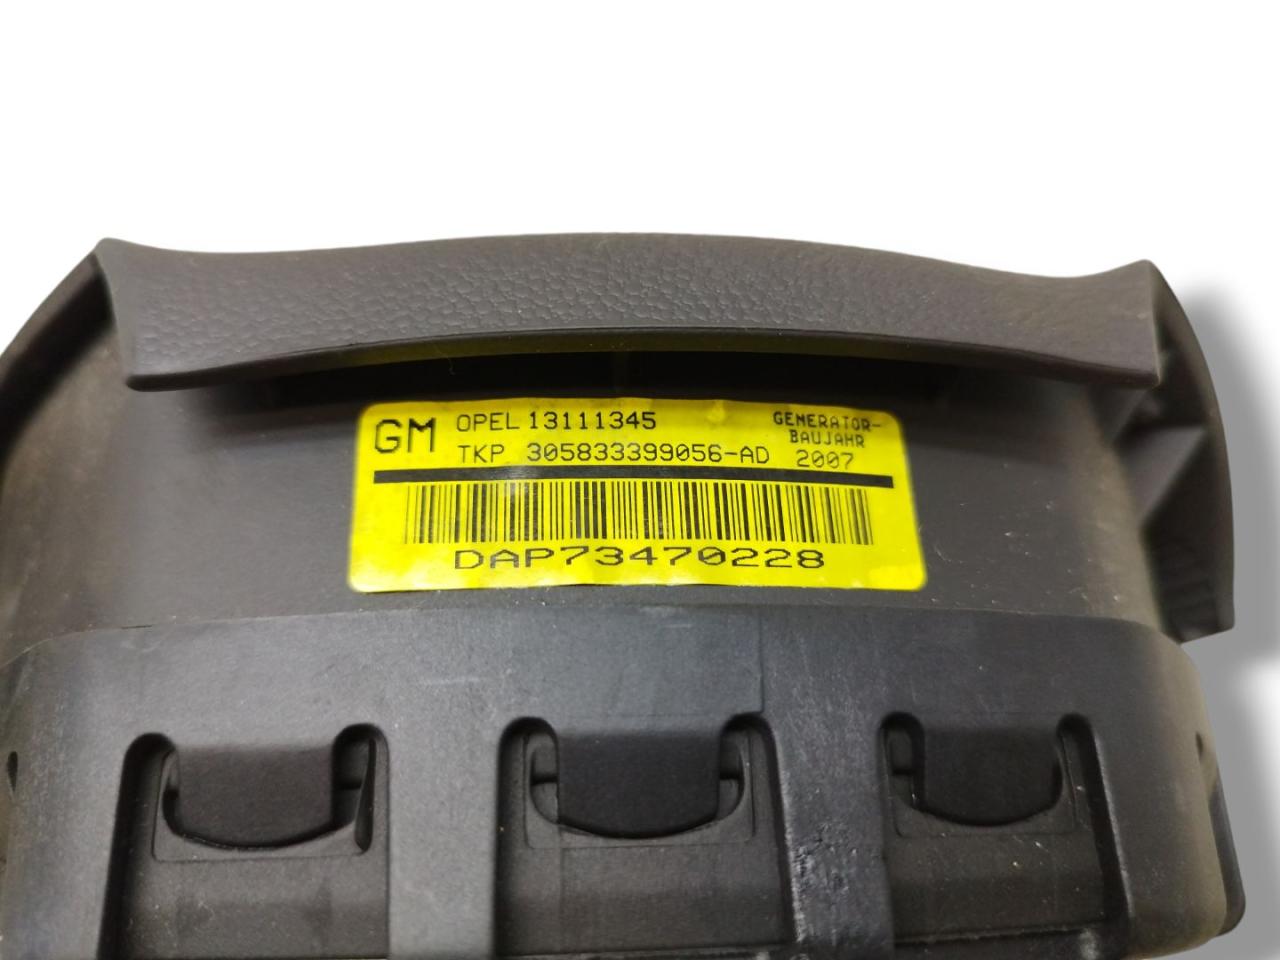 GM OPEL 13111345 GENERATOR-
BAUJAHR
TKP 305833399056-AD 2007
DAP73470228